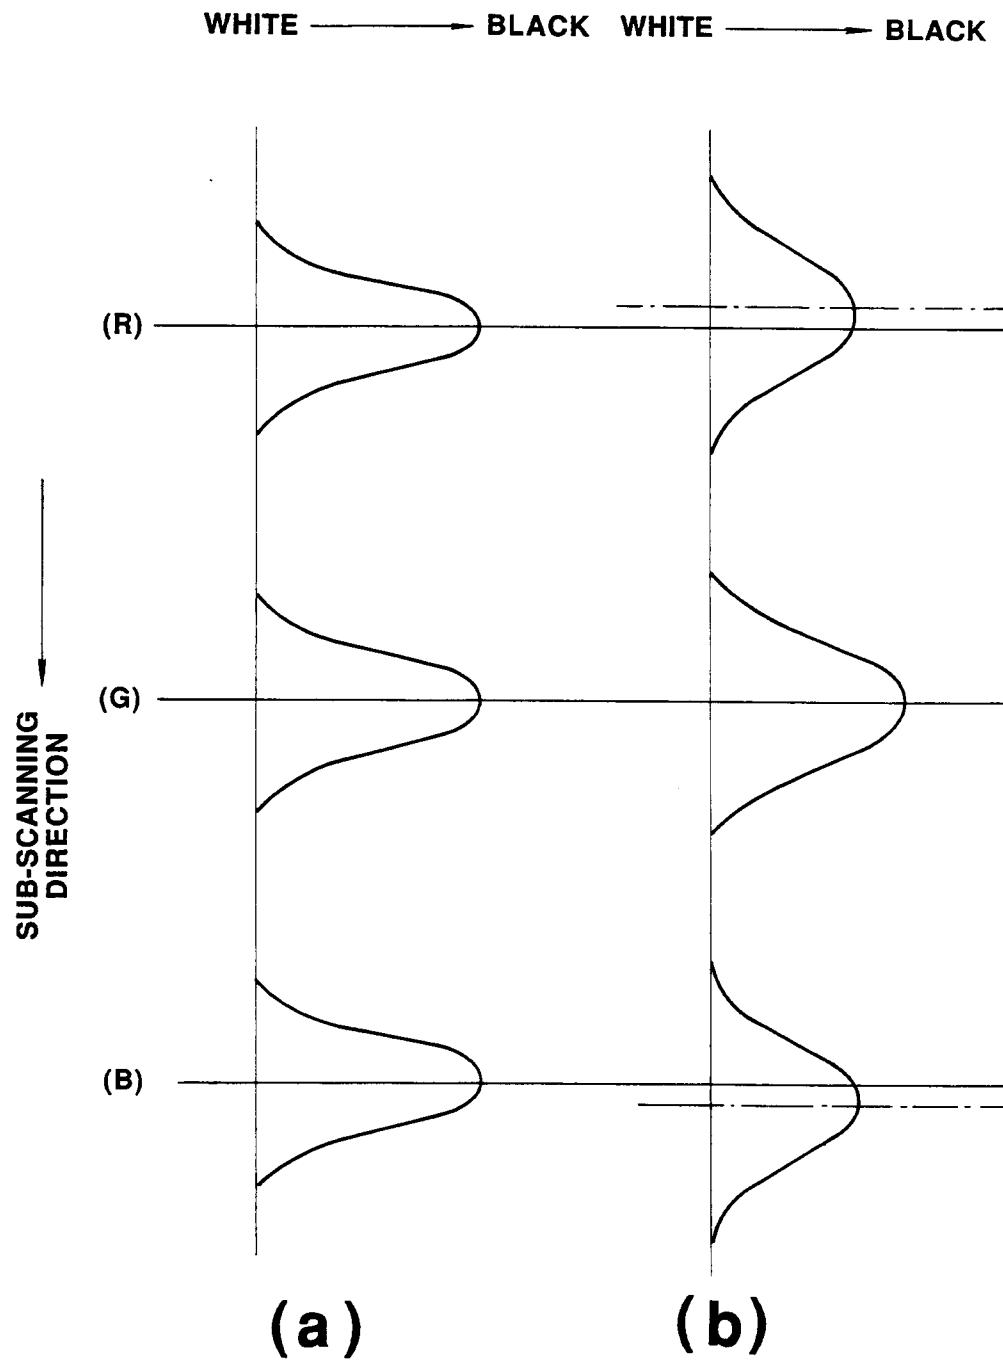 WHITE BLACK WHITE BLACK
(R)
(G)
SUB-SCANNING
DIRECTION
(B)
(a) (b)